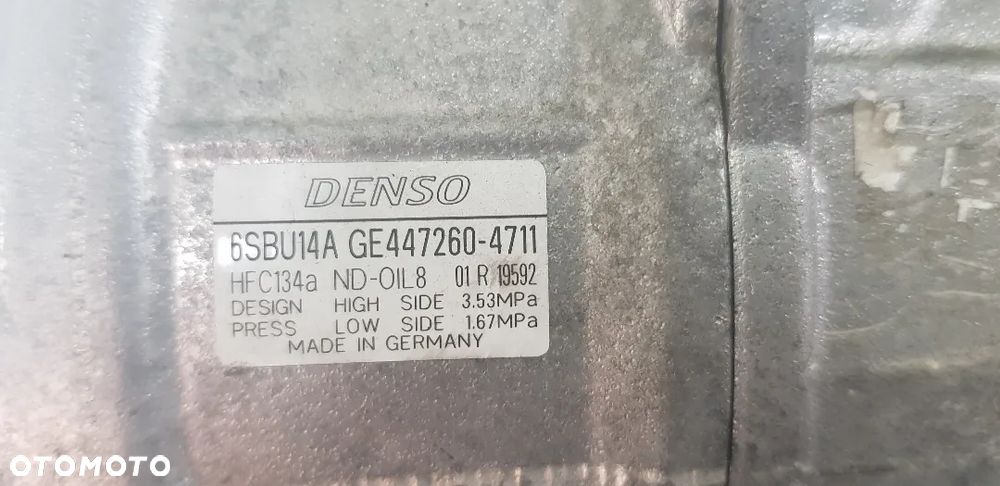 DENSO
6SBU14A GE447260-4711
HFC134a ND-OIL8 01 R 19592
DESIGN HIGH SIDE 3.53MPa
PRESS LOW SIDE 1.67MPa
MADE IN GERMANY
OTOMOTO